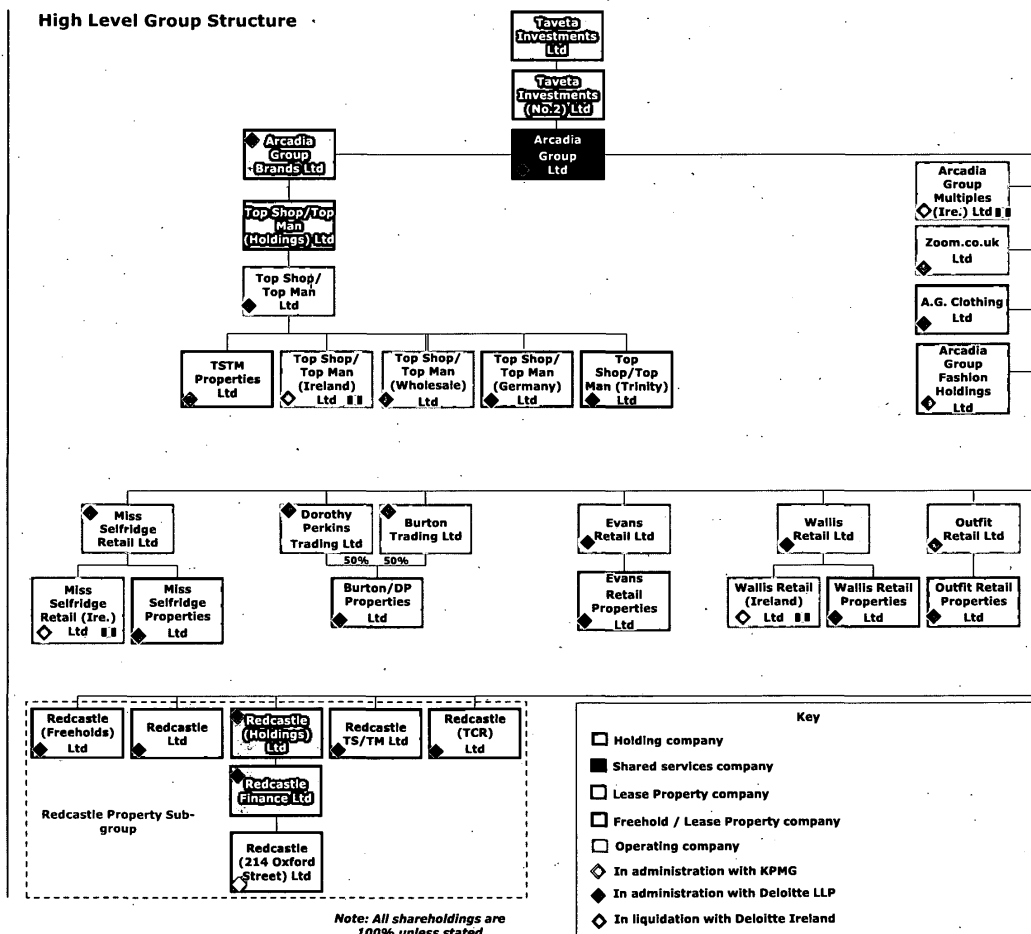 High Level Group Structure
Taveta
Investments
Ltd
Taveta
Investments
(No.2) Ltd
Arcadia
Group
Brands Ltd
Arcadia
Group
Ltd
Arcadia
Group
Multiples
(Ire.) Ltd
Top Shop/Top
Man
(Holdings) Ltd
Zoom.co.uk
Ltd
Top Shop/
Top Man
Ltd
A.G. Clothing
Ltd
TSTM
Properties
Ltd
Top Shop/
Top Man
(Ireland)
Ltd
Top Shop/
Top Man
(Wholesale)
Ltd
Top Shop/
Top Man
(Germany)
Ltd
Top
Shop/Top
Man (Trinity)
Ltd
Arcadia
Group
Fashion
Holdings
Ltd
Miss
Selfridge
Retail Ltd
Dorothy
Perkins
Trading Ltd
Burton
Trading Ltd
Evans
Retail Ltd
Wallis
Retail Ltd
Outfit
Retail Ltd
50% 50%
Miss
Selfridge
Retail (Ire.)
Ltd
Miss
Selfridge
Properties
Ltd
Burton/DP
Properties
Ltd
Evans
Retail
Properties
Ltd
Wallis Retail
(Ireland)
Ltd
Wallis Retail
Properties
Ltd
Outfit Retail
Properties
Ltd
Redcastle
(Freeholds)
Ltd
Redcastle
Ltd
Redcastle
(Holdings)
Ltd
Redcastle
TS/TM Ltd
Redcastle
(TCR)
Ltd
Redcastle
Finance Ltd
Redcastle Property Sub-
group
Redcastle
(214 Oxford
Street) Ltd
Key
Holding company
Shared services company
Lease Property company
Freehold / Lease Property company
Operating company
In administration with KPMG
In administration with Deloitte LLP
In liquidation with Deloitte Ireland
Note: All shareholdings are
100% unless stated